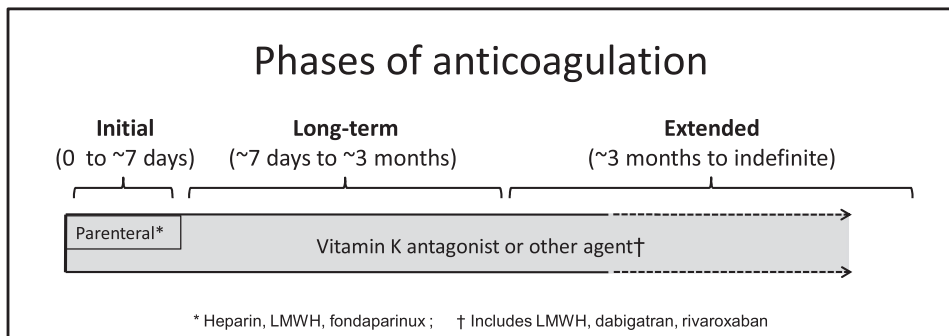 Phases of anticoagulation
Initial
(0 to ~7 days)
Long-term
(~7 days to ~3 months)
Extended
(~3 months to indefinite)
Parenteral*
Vitamin K antagonist or other agent†
* Heparin, LMWH, fondaparinux ; † Includes LMWH, dabigatran, rivaroxaban